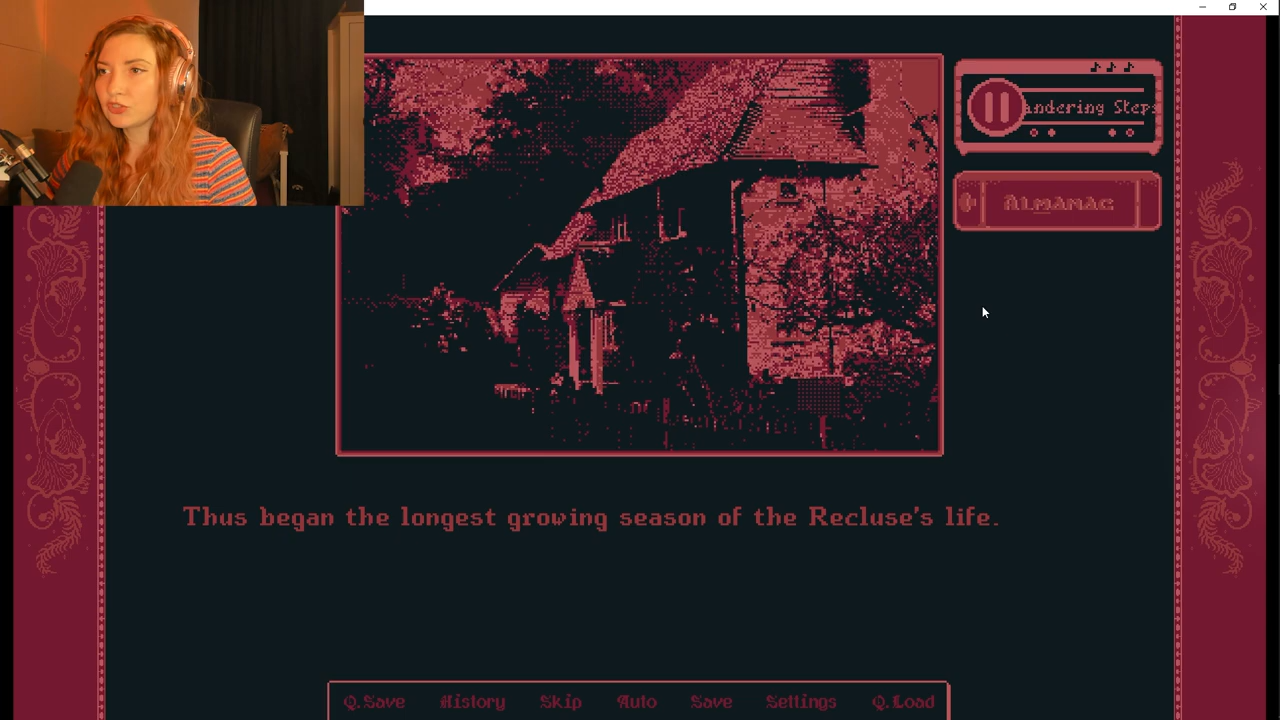 andering Steps
Almanac
Thus began the longest growing season of the Recluse's life.
Q.Save History Skip Auto Save Settings Q.Load